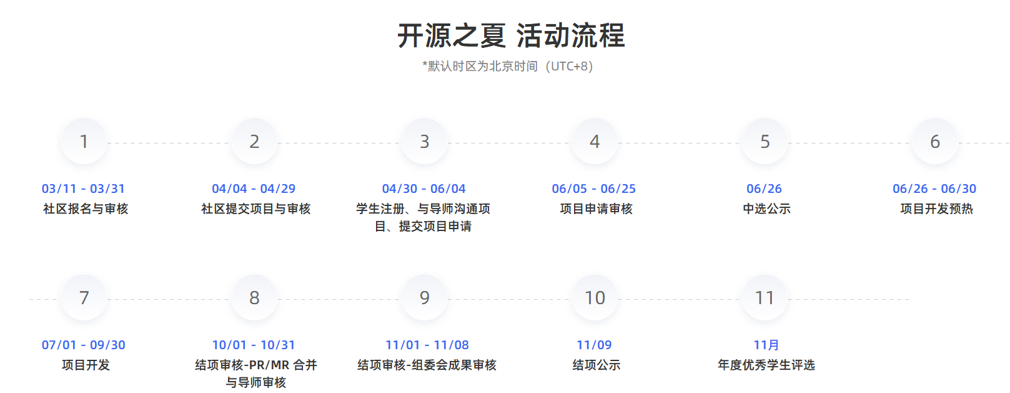 开源之夏 活动流程
*默认时区为北京时间（UTC+8）
1
2
3
4
5
6
03/11 - 03/31
04/04 - 04/29
04/30 - 06/04
06/05 - 06/25
06/26
06/26 - 06/30
社区报名与审核
社区提交项目与审核
学生注册、与导师沟通项
目、提交项目申请
项目申请审核
中选公示
项目开发预热
7
8
9
10
11
07/01 - 09/30
10/01 - 10/31
11/01 - 11/08
11/09
11月
项目开发
结项审核-PR/MR 合并
与导师审核
结项审核-组委会成果审核
结项公示
年度优秀学生评选